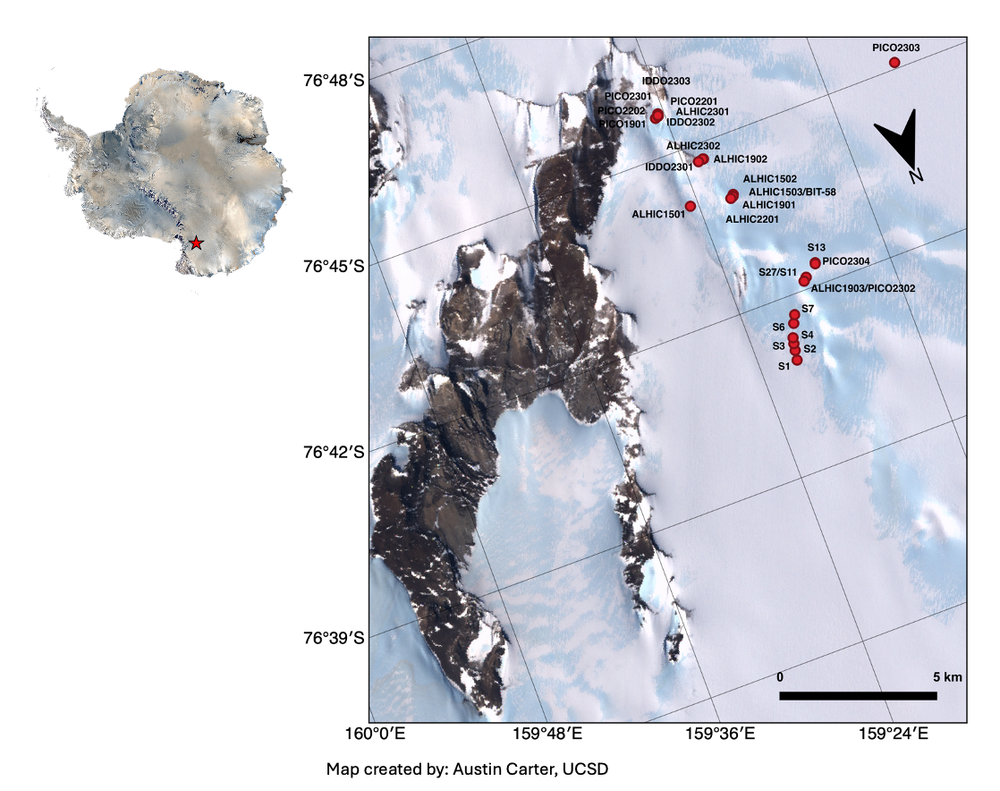 PICO2303
76°48′S
IDDO2303
PICO2301
PICO2201
PICO2202
ALHIC2301
PICO1901
IDDO2302
ALHIC2302
ALHIC1902
IDDO2301
ALHIC1502
ALHIC1503/BIT-58
ALHIC1901
ALHIC1501
ALHIC2201
N
76°45′S
S13
PICO2304
S27/S11
ALHIC1903/PICO2302
S7
S6
S4
S3
S2
S1
76°42′S
76°39′S
0
5 km
160°0′E
159°48′E
159°36′E
159°24′E
Map created by: Austin Carter, UCSD